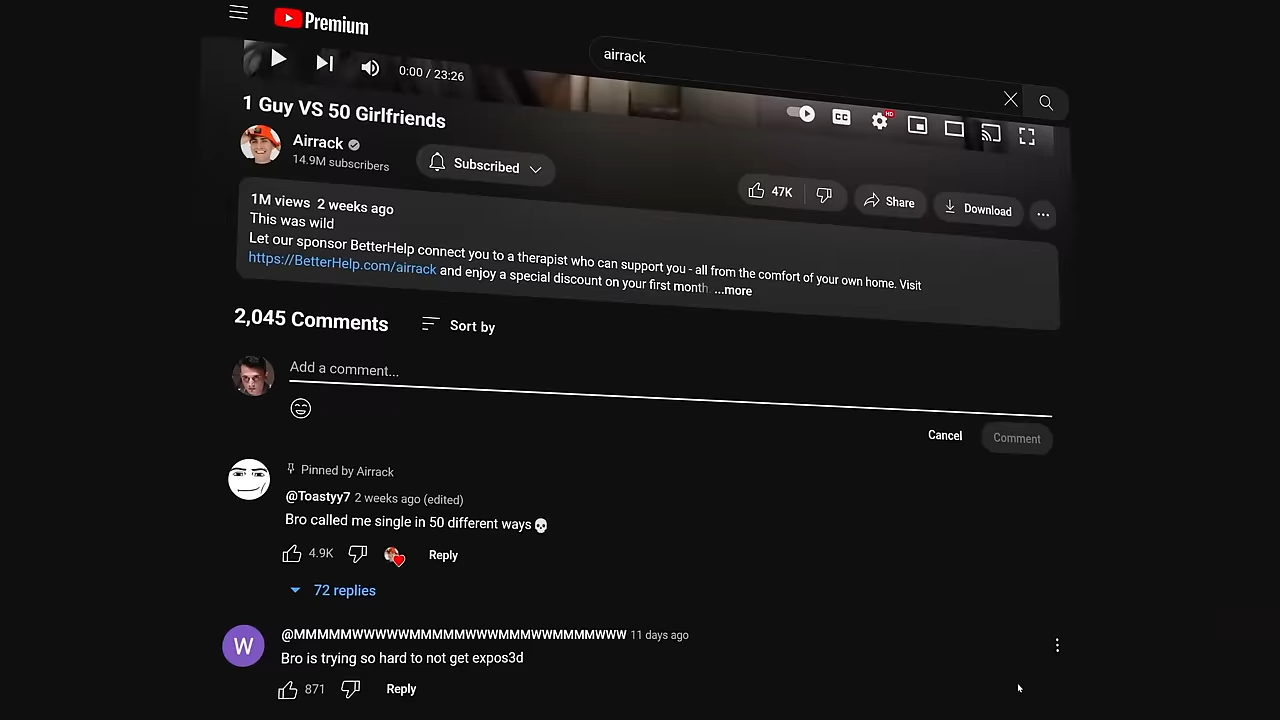 Premium
airrack
0:00 / 23:26
CC
HD
1 Guy VS 50 Girlfriends
Airrack
14.9M subscribers
Subscribed
47K
Share
Download
1M views 2 weeks ago
This was wild
Let our sponsor BetterHelp connect you to a therapist who can support you - all from the comfort of your own home. Visit
https://BetterHelp.com/airrack and enjoy a special discount on your first month. ...more
2,045 Comments
Sort by
Add a comment...
Cancel
Comment
Pinned by Airrack
@Toastyy7 2 weeks ago (edited)
Bro called me single in 50 different ways💀
4.9K
Reply
72 replies
W
@MMMMMWWWWWMMMMMWWWMMMWWMMMMWWW 11 days ago
Bro is trying so hard to not get expos3d
871
Reply